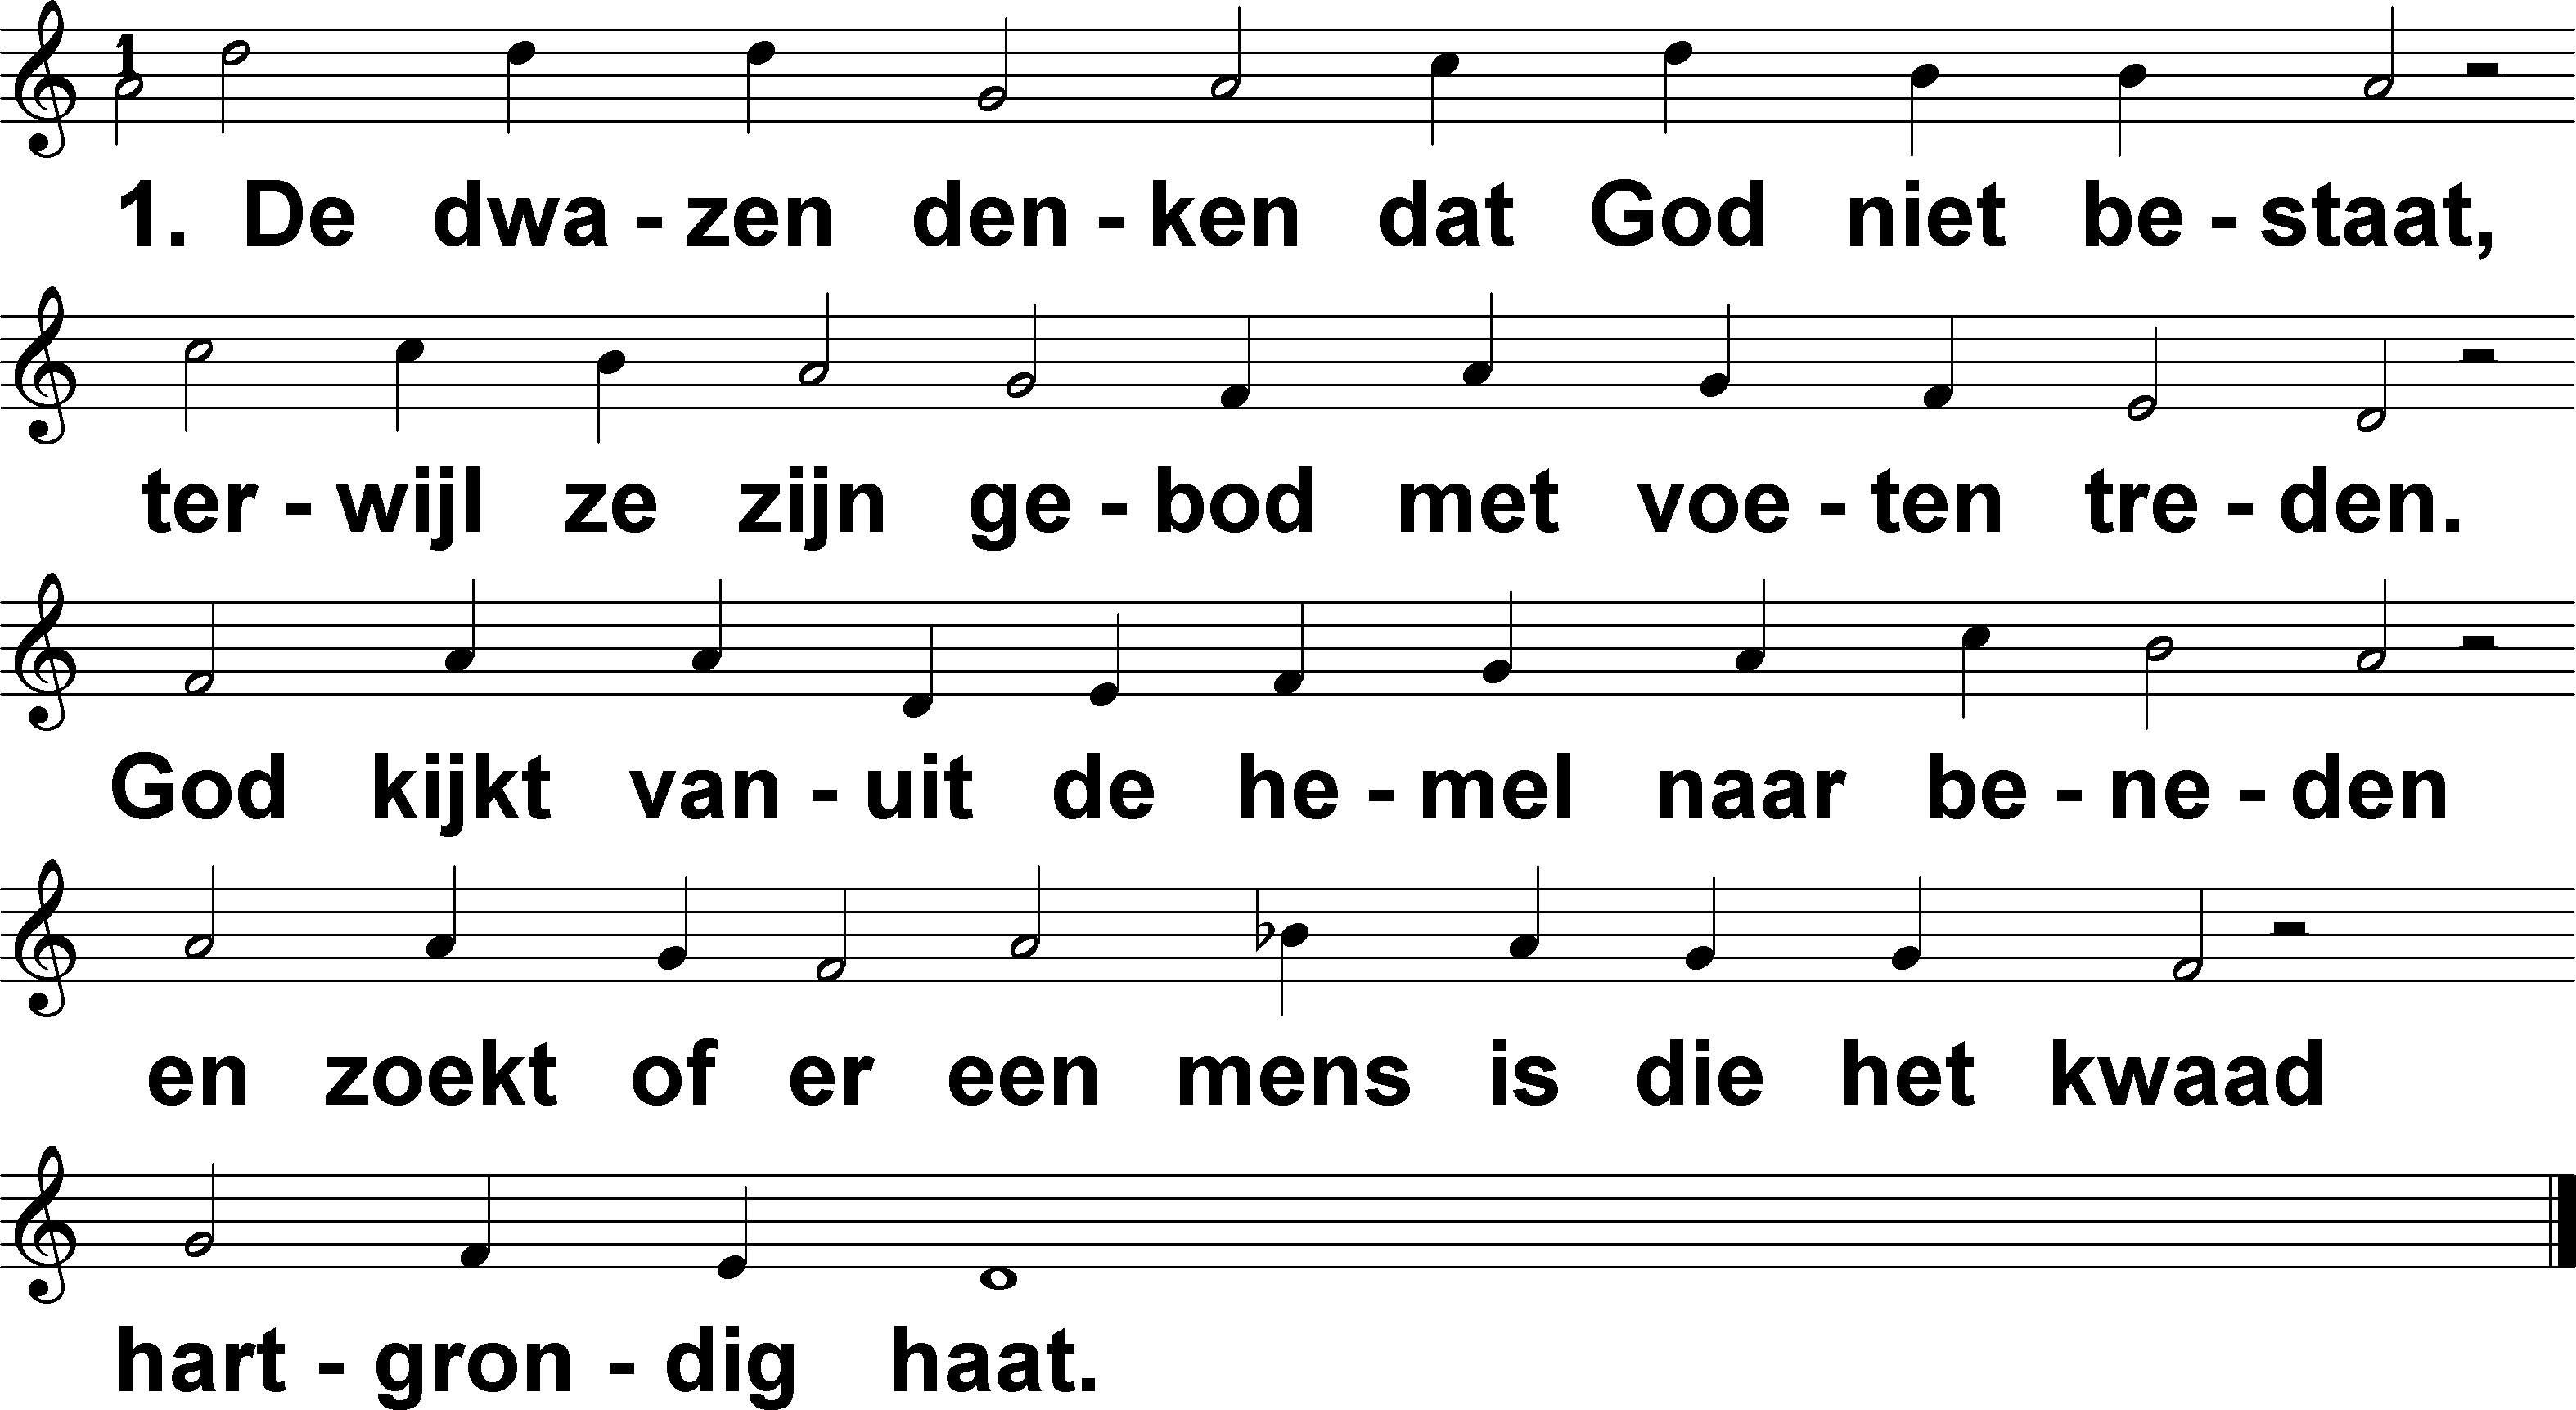 1
1. De dwa - zen den - ken dat God niet be - staat,
ter - wijl ze zijn ge - bod met voe - ten tre - den.
God kijkt van - uit de he - mel naar be - ne - den
en zoekt of er een mens is die het kwaad
hart - gron - dig haat.